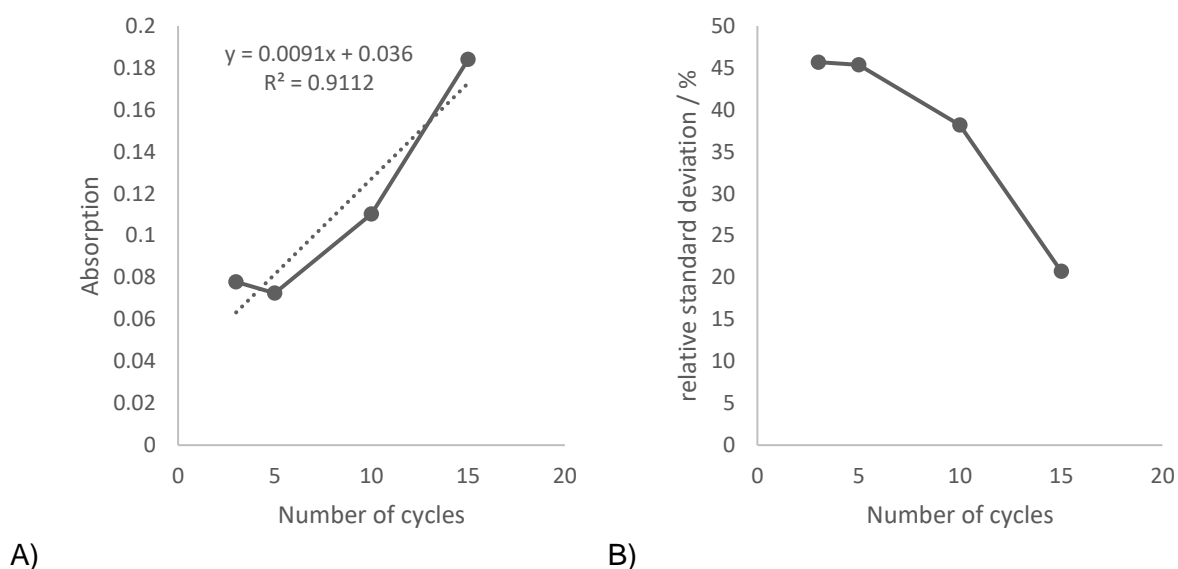 0.2
0.18
0.16
0.14
0.12
0.1
0.08
0.06
0.04
0.02
0
Absorption
y = 0.0091x + 0.036
R² = 0.9112
0 5 10 15 20
Number of cycles
A)
50
45
40
35
30
25
20
15
10
5
0
relative standard deviation / %
0 5 10 15 20
Number of cycles
B)